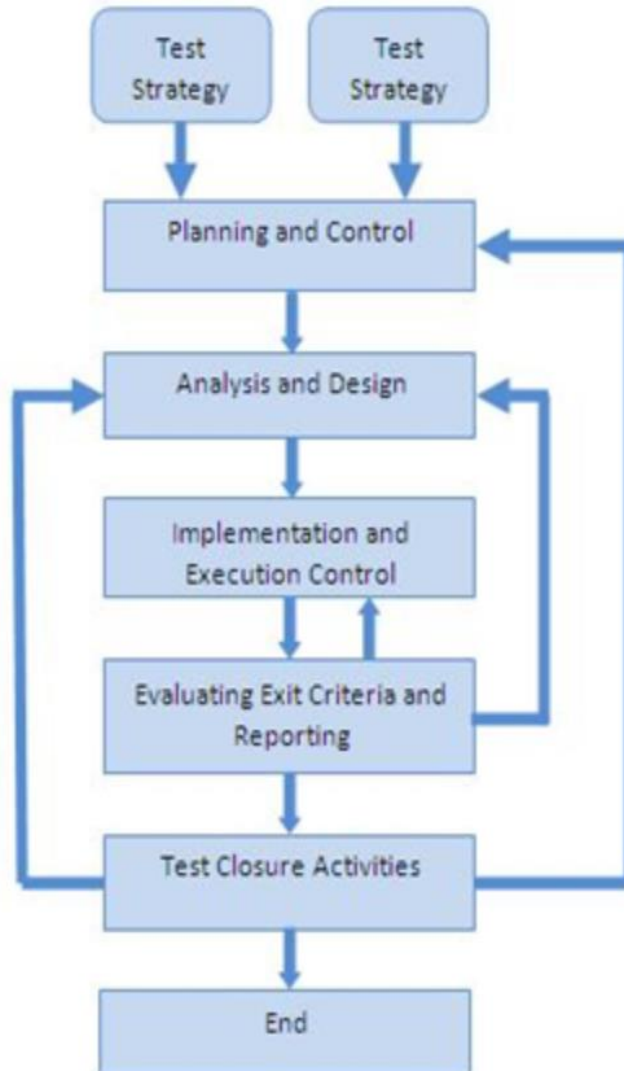 Test
Strategy
Test
Strategy
Planning and Control
Analysis and Design
Implementation and
Execution Control
Evaluating Exit Criteria and
Reporting
Test Closure Activities
End